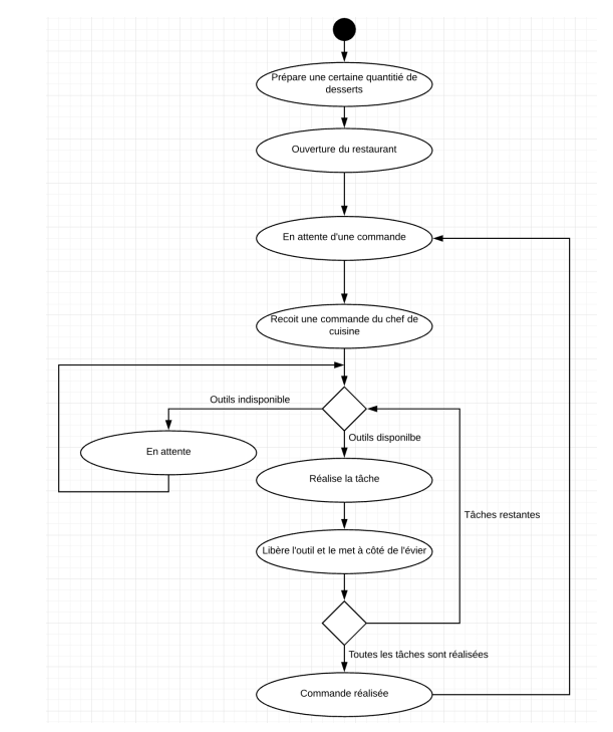 Prépare une certaine quantitié de
desserts
Ouverture du restaurant
En attente d'une commande
Recoit une commande du chef de
cuisine
Outils indisponible
Outils disponilbe
En attente
Réalise la tâche
Tâches restantes
Libère l'outil et le met à côté de l'évier
Toutes les tâches sont réalisées
Commande réalisée